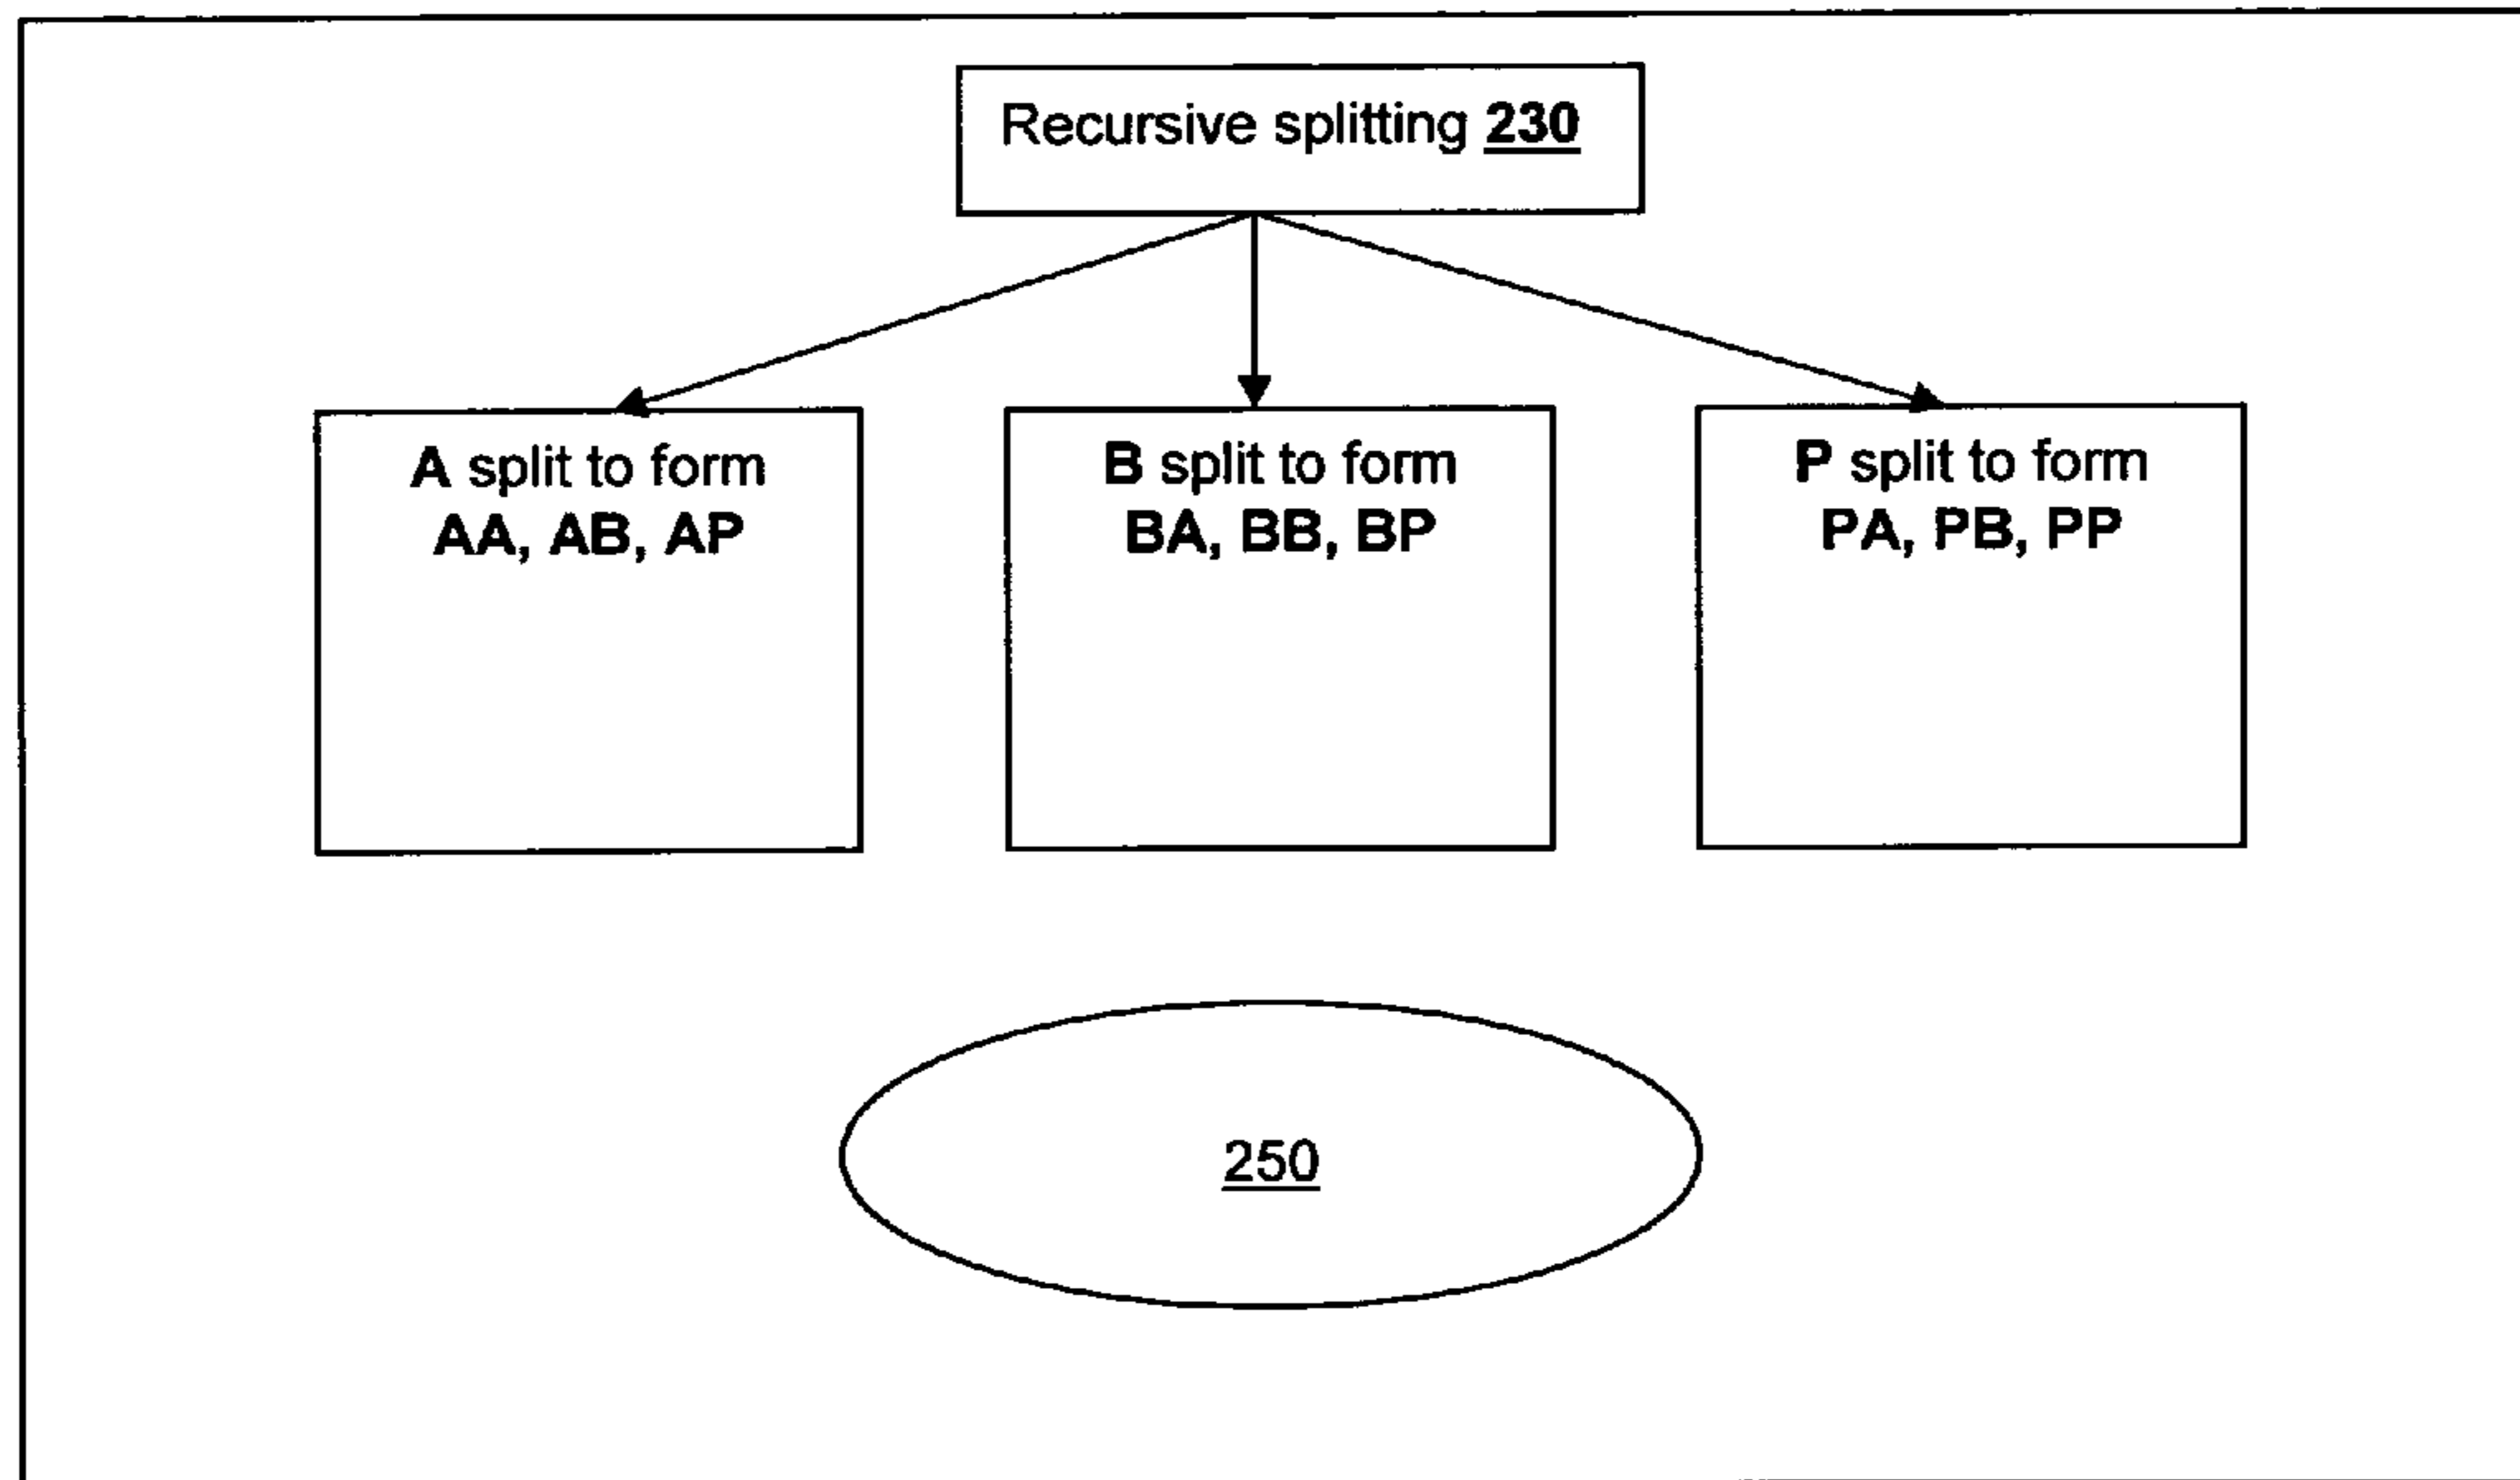 Recursive splitting 230
A split to form
AA, AB, AP
B split to form
BA, BB, BP
P split to form
PA, PB, PP
250